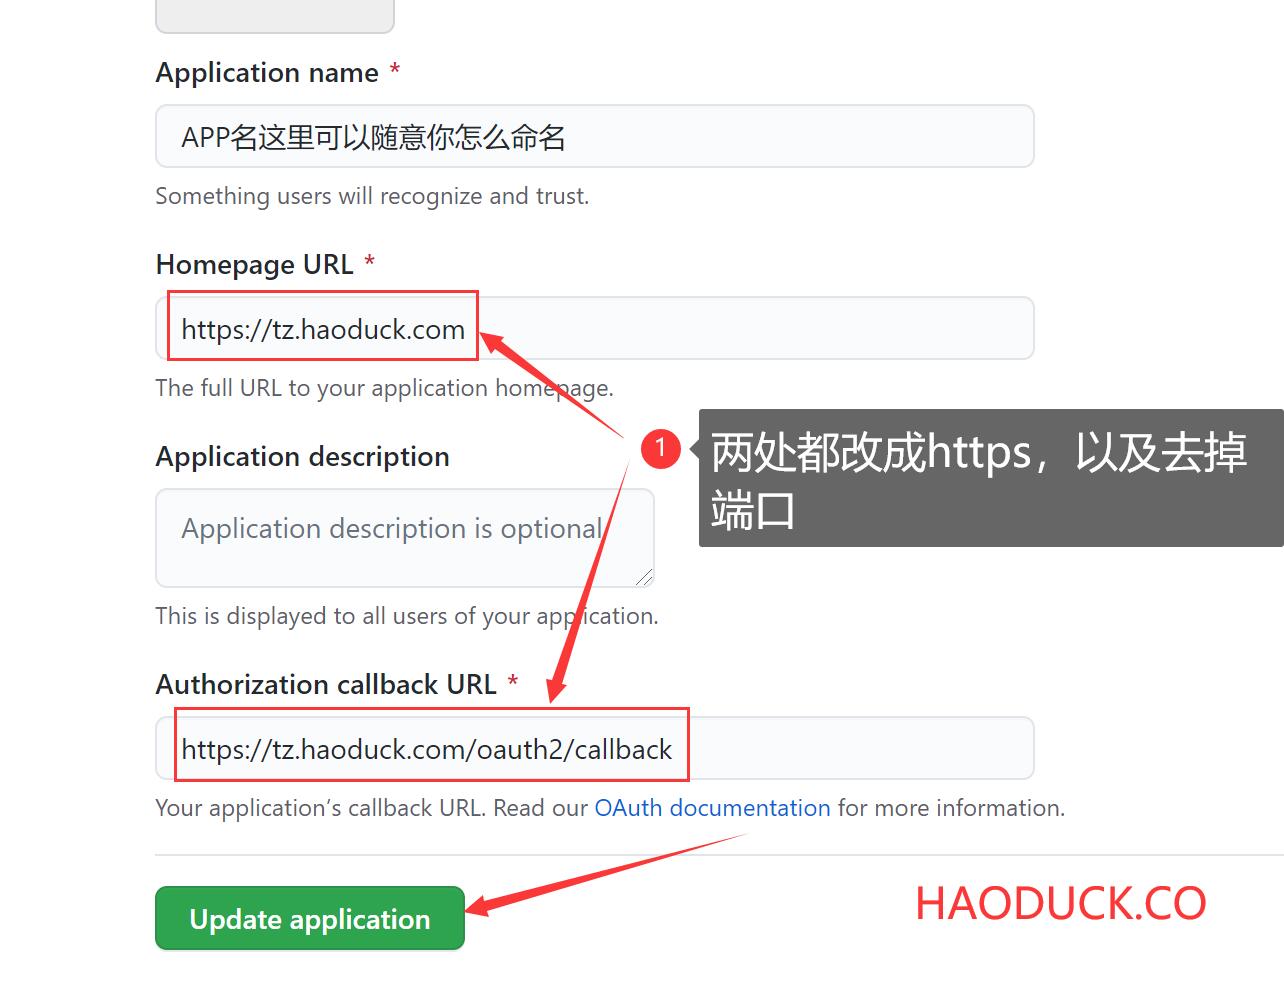 Application name *
APP名这里可以随意你怎么命名
Something users will recognize and trust.
Homepage URL *
https://tz.haoduck.com
The full URL to your application homepage.
1
两处都改成https，以及去掉
端口
Application description
Application description is optional
This is displayed to all users of your application.
Authorization callback URL *
https://tz.haoduck.com/oauth2/callback
Your application’s callback URL. Read our OAuth documentation for more information.
Update application
HAODUCK.CO